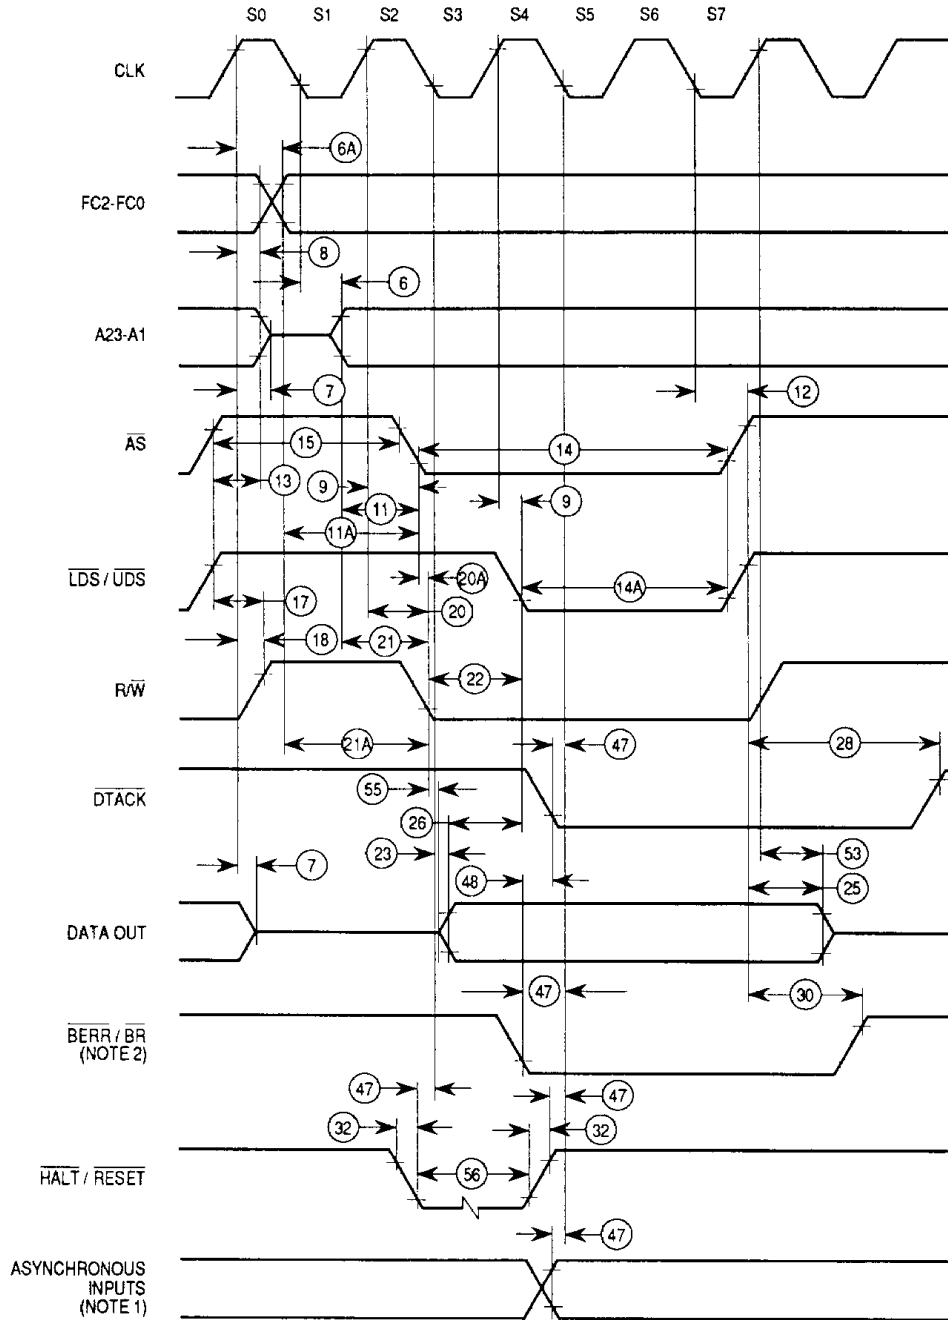 S0 S1 S2 S3 S4 S5 S6 S7
CLK
6A
FC2-FC0
8
6
A23-A1
7 12
AS
15 14
13 9 11 9
11A
LDS / UDS
20A 14A
17 20
18 21
R/W
22
21A 47 28
DTACK
55
26
23 53
7 48 25
DATA OUT
47 30
BERR / BR
(NOTE 2)
47 47
32 32
HALT / RESET
56
47
ASYNCHRONOUS
INPUTS
(NOTE 1)